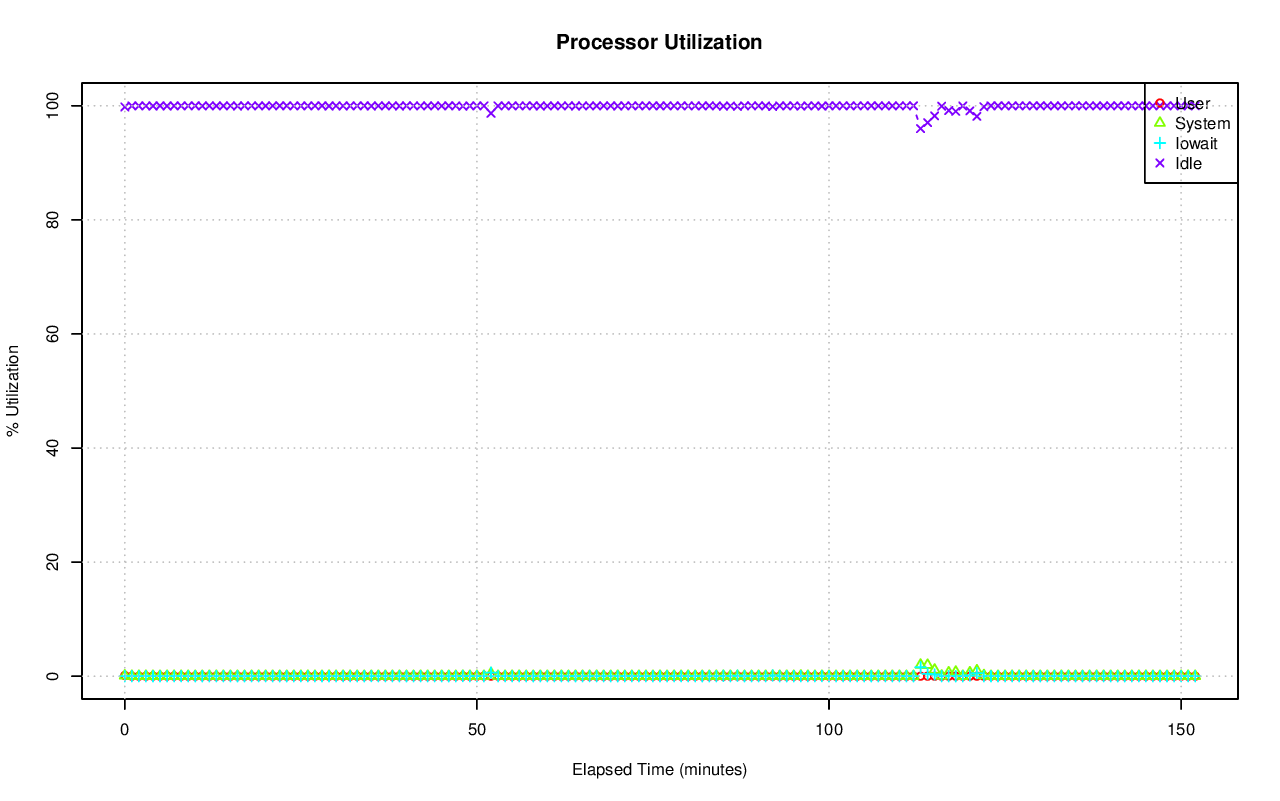 Processor Utilization
100
80
60
40
20
0
% Utilization
User
System
Iowait
Idle
0 50 100 150
Elapsed Time (minutes)